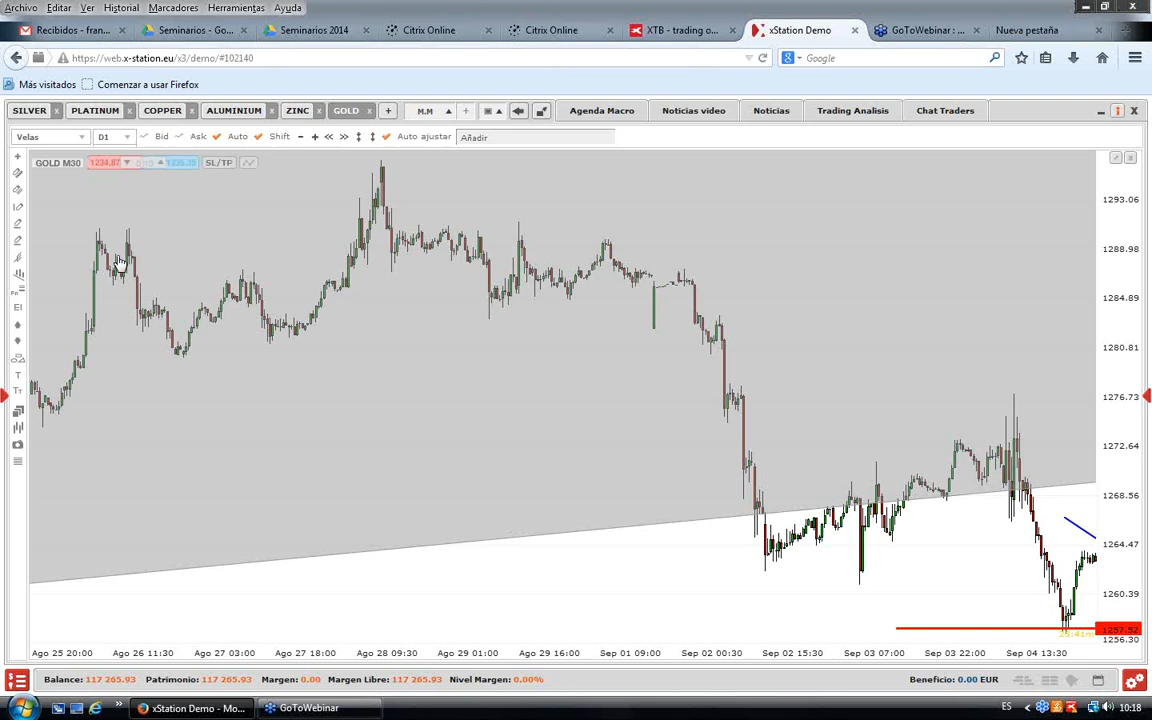 Archivo Editar Ver Historial Marcadores Herramientas Ayuda
Recibidos - fran... Seminarios - Goo... Seminarios 2014 Citrix Online Citrix Online XTB - trading o... xStation Demo GoToWebinar : ... Nueva pestaña
https://web.x-station.eu/x3/demo/#102140 Google
Más visitados Comenzar a usar Firefox
SILVER PLATINUM COPPER ALUMINIUM ZINC GOLD M.M Agenda Macro Noticias video Noticias Trading Analisis Chat Traders
Velas D1 Bid Ask Auto Shift Auto ajustar Añadir
GOLD M30 1234.87 1235.35 SL/TP
1293.06
1288.98
1284.89
1280.81
1276.73
1272.64
1268.56
1264.47
1260.39
1257.52
1256.30
Ago 25 20:00 Ago 26 11:30 Ago 27 03:00 Ago 27 18:00 Ago 28 09:30 Ago 29 01:00 Ago 29 16:00 Sep 01 09:00 Sep 02 00:30 Sep 02 15:30 Sep 03 07:00 Sep 03 22:00 Sep 04 13:30
Balance: 117 265.93 Patrimonio: 117 265.93 Margen: 0.00 Margen Libre: 117 265.93 Nivel Margen: 0.00% Beneficio: 0.00 EUR
xStation Demo - Mo... GoToWebinar ES 10:18